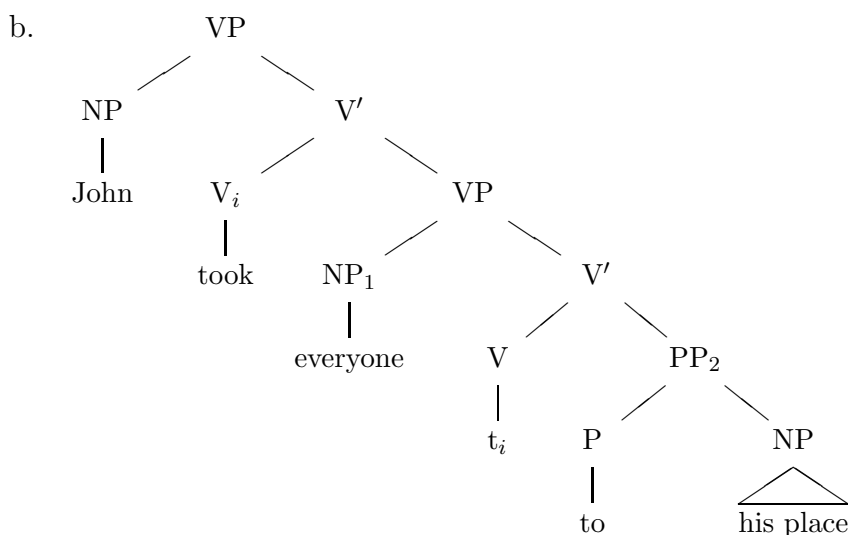 b. VP
NP V′
John V_i VP
took NP_1 V′
everyone V PP_2
t_i P NP
to his place